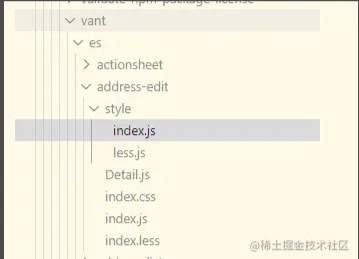 validate-npm-package-license
vant
es
actionsheet
address-edit
style
index.js
less.js
Detail.js
index.css
index.js
index.less
@稀土掘金技术社区